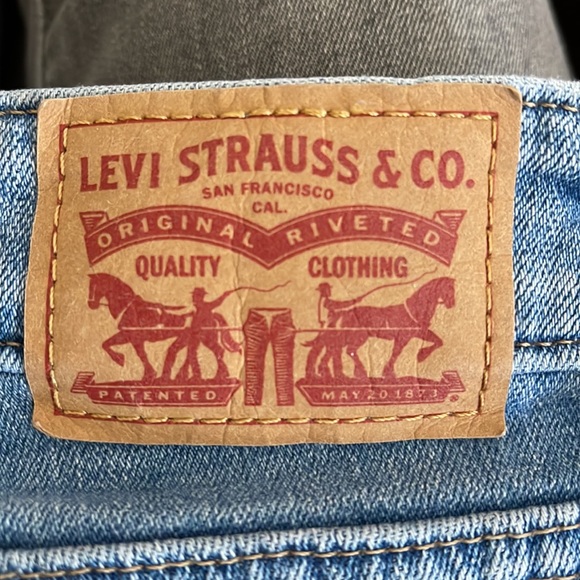 LEVI STRAUSS & CO.
SAN FRANCISCO
CAL.
ORIGINAL RIVETED
QUALITY CLOTHING
PATENTED MAY 20 1873 ®